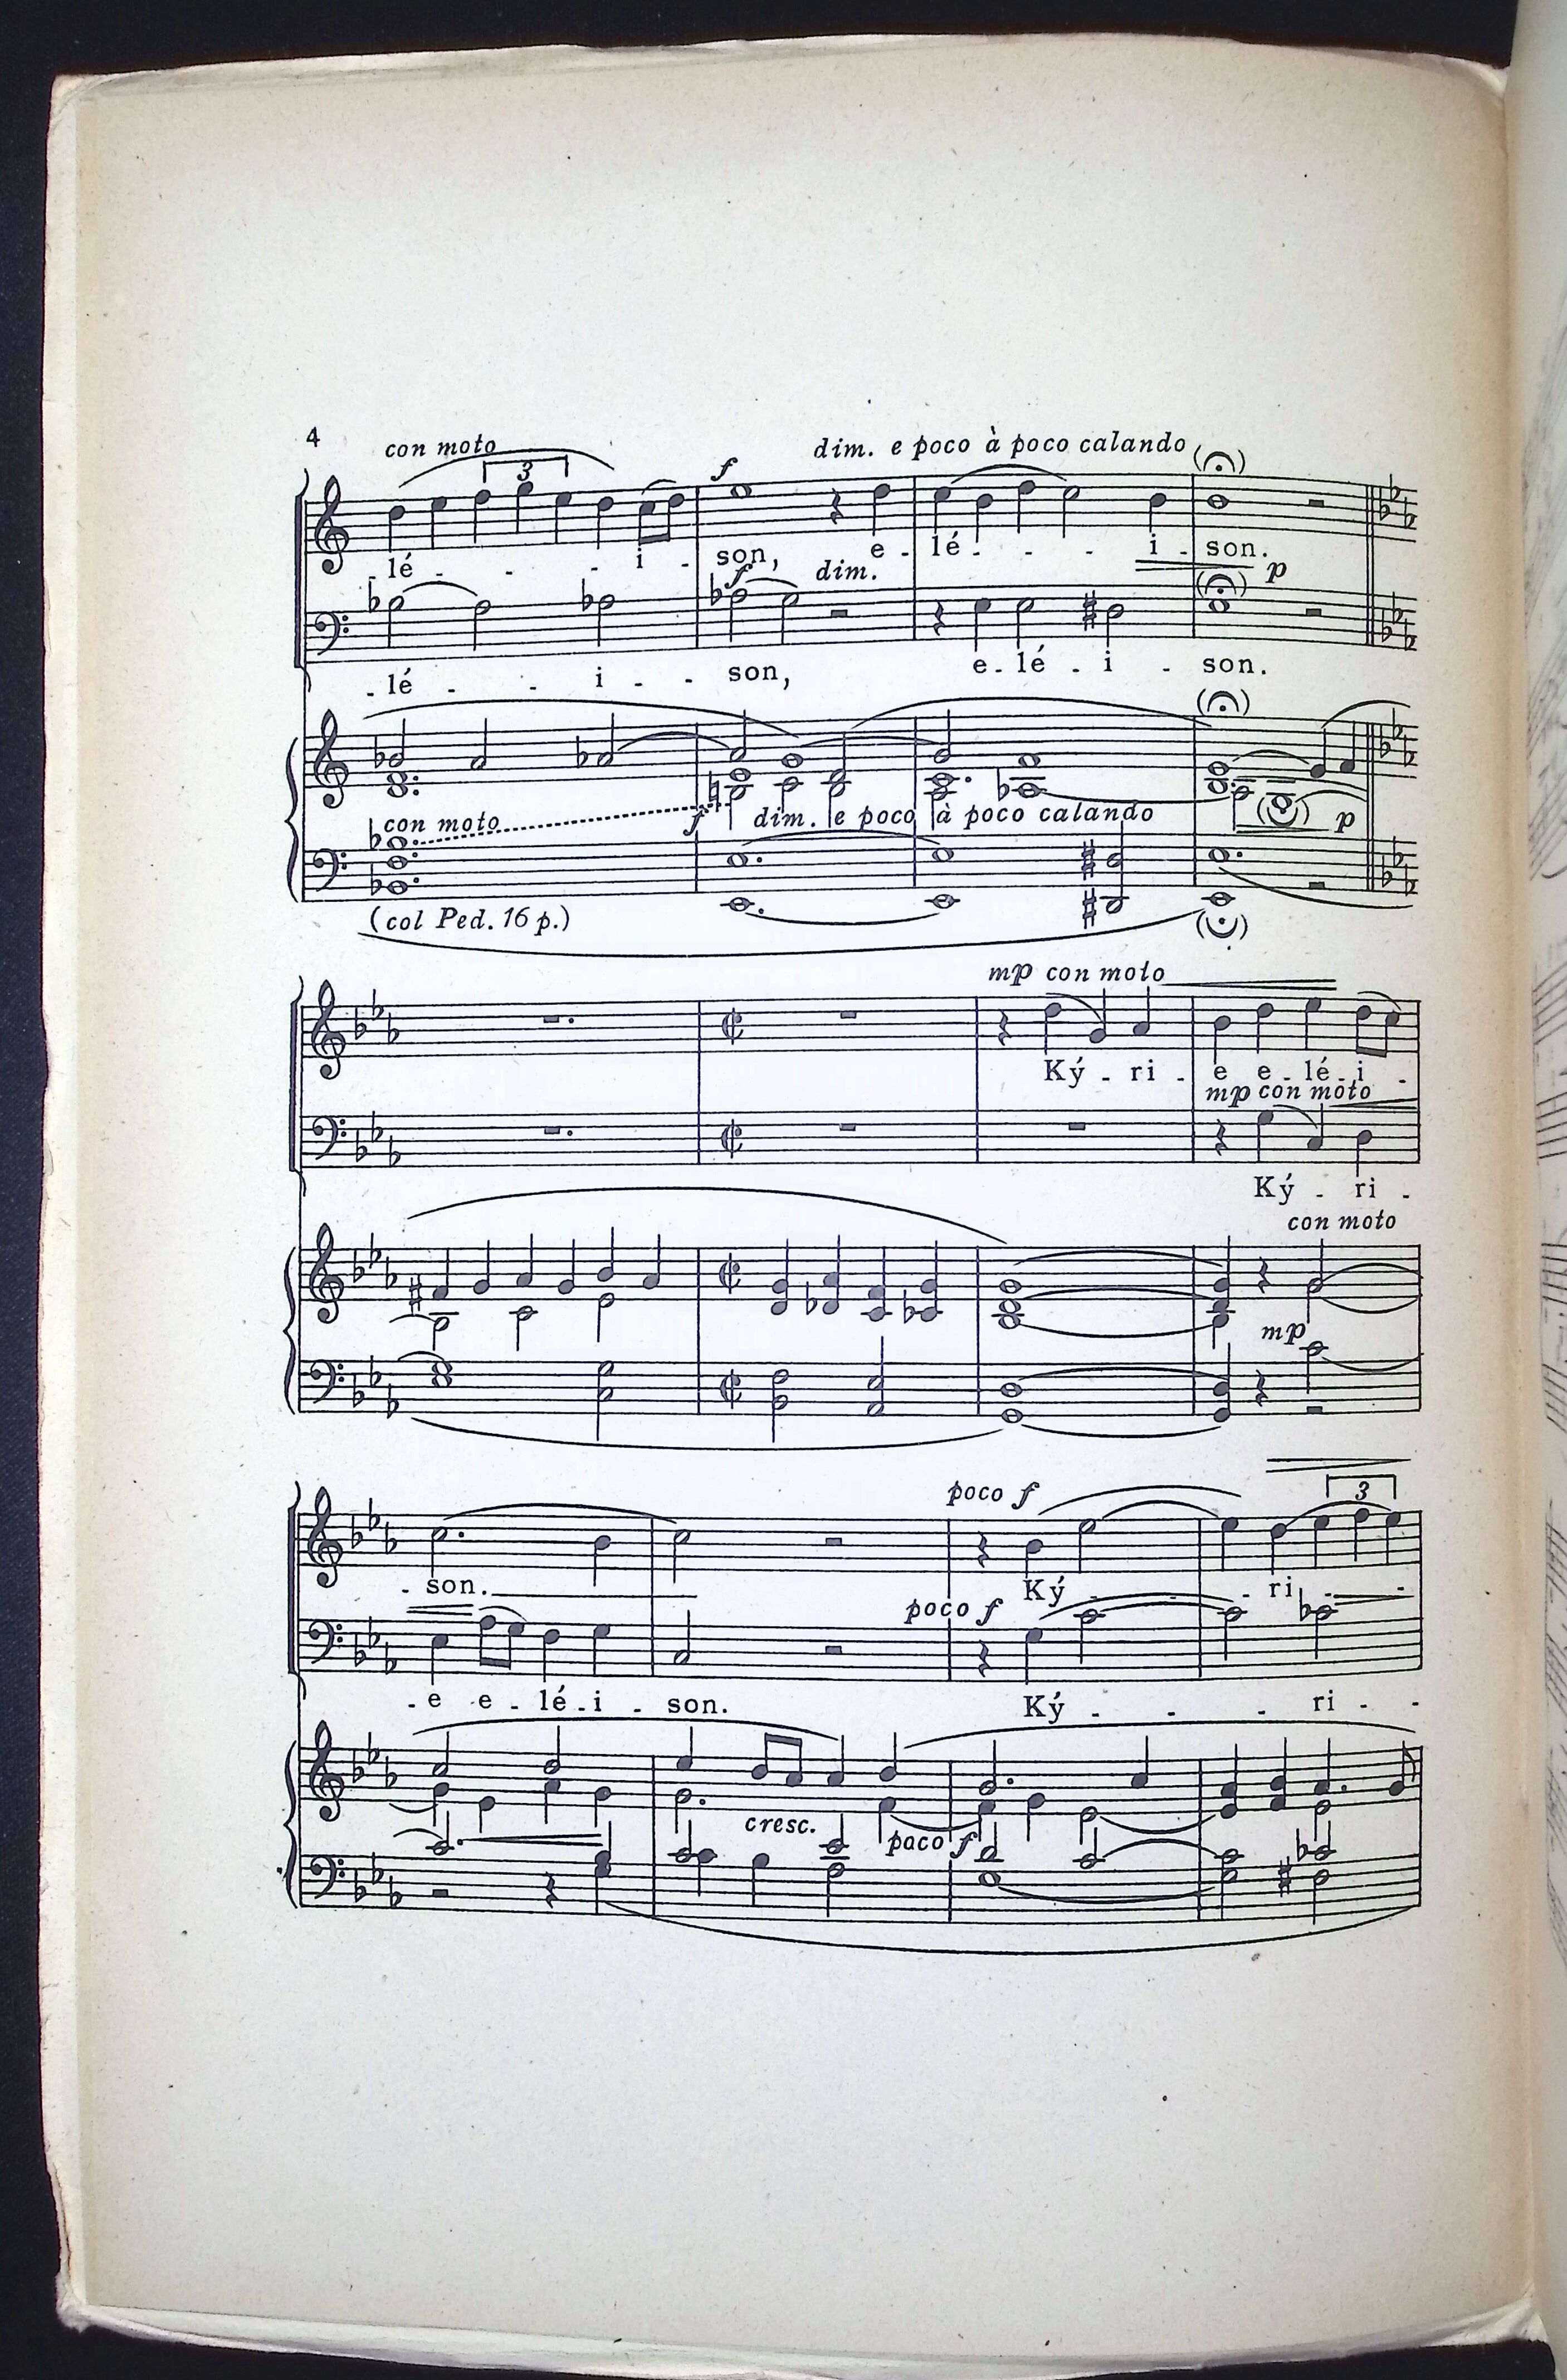 4
con moto
3
f
dim. e poco à poco calando
- lé - - - i - son, e - lé - - - i - son.
f dim. p
- lé - - i - - son, e - lé - i - son.
con moto f dim. e poco à poco calando p
(col Ped. 16 p.)
mp con moto
Ký - ri - e e - lé - i -
mp con moto
Ký - ri -
con moto
mp
poco f
3
- son. Ký - - - ri - -
poco f
- e e - lé - i - son. Ký - - - ri - -
cresc. poco f